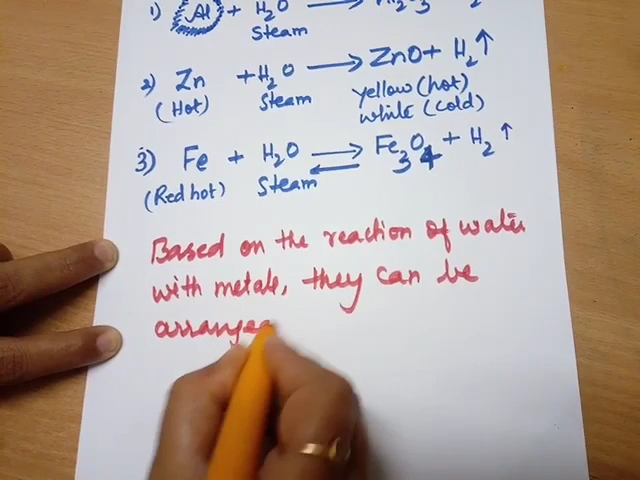 1) Al + H₂O ⟶
Steam
2) Zn + H₂O ⟶ ZnO + H₂↑
(Hot) Steam yellow (hot)
white (cold)
3) Fe + H₂O ⇌ Fe₃O₄ + H₂↑
(Red hot) Steam
Based on the reaction of water
with metals, they can be
arranged